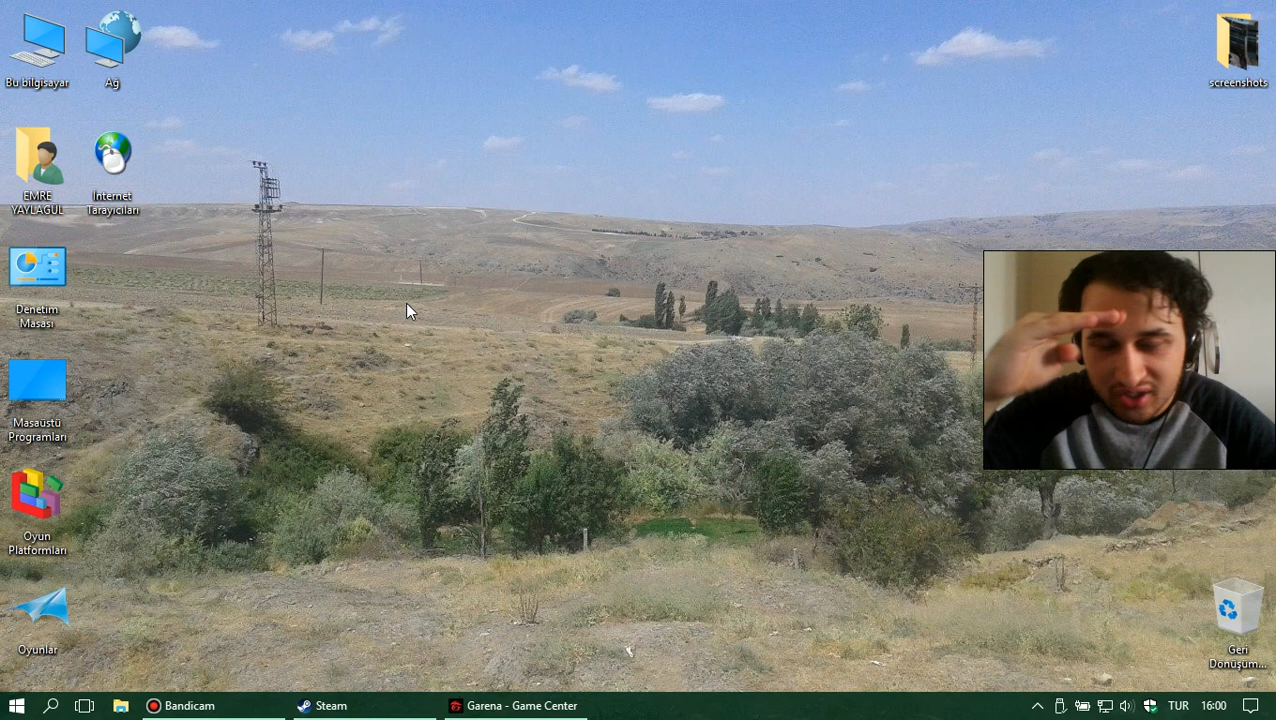 Bu bilgisayar
Ağ
screenshots
EMRE
YAYLAGÜL
İnternet
Tarayıcıları
Denetim
Masası
Masaüstü
Programları
Oyun
Platformları
Oyunlar
Geri
Dönüşüm...
Bandicam
Steam
Garena - Game Center
TUR
16:00